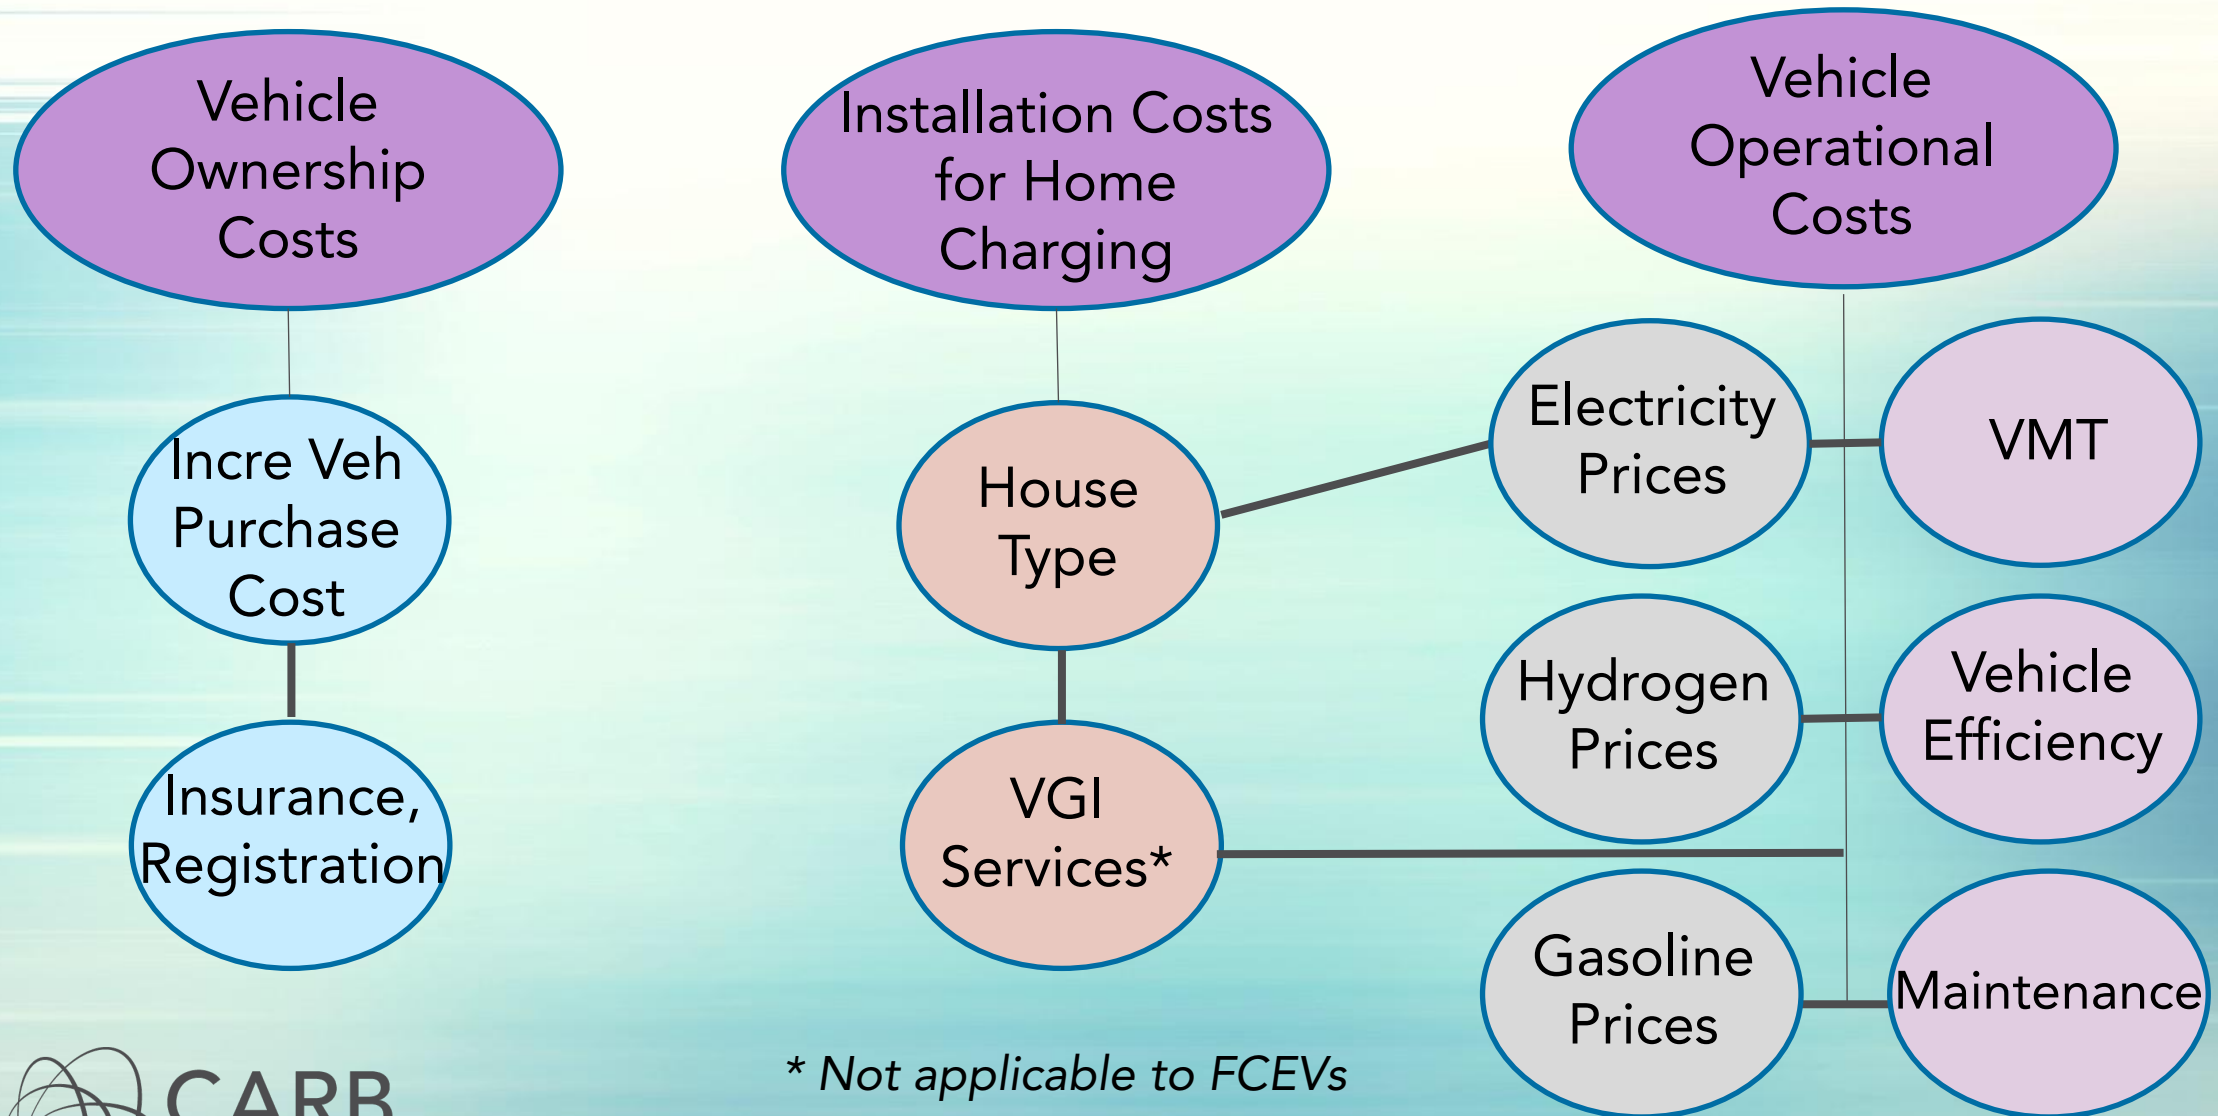 Vehicle
Ownership
Costs
Installation Costs
for Home
Charging
Vehicle
Operational
Costs
Incre Veh
Purchase
Cost
Insurance,
Registration
House
Type
VGI
Services*
Electricity
Prices
VMT
Hydrogen
Prices
Vehicle
Efficiency
Gasoline
Prices
Maintenance
* Not applicable to FCEVs
CARB